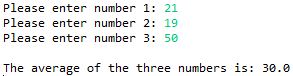 Please enter number 1: 21
Please enter number 2: 19
Please enter number 3: 50
The average of the three numbers is: 30.0